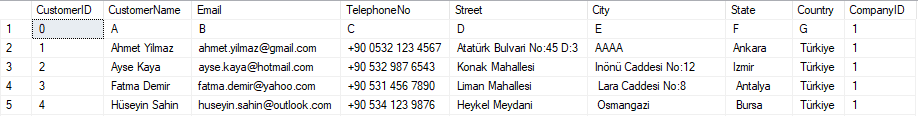 CustomerID CustomerName Email TelephoneNo Street City State Country CompanyID
1 0 A B C D E F G 1
2 1 Ahmet Yilmaz ahmet.yilmaz@gmail.com +90 0532 123 4567 Atatürk Bulvari No:45 D:3 AAAA Ankara Türkiye 1
3 2 Ayse Kaya ayse.kaya@hotmail.com +90 532 987 6543 Konak Mahallesi Inönü Caddesi No:12 Izmir Türkiye 1
4 3 Fatma Demir fatma.demir@yahoo.com +90 531 456 7890 Liman Mahallesi Lara Caddesi No:8 Antalya Türkiye 1
5 4 Hüseyin Sahin huseyin.sahin@outlook.com +90 534 123 9876 Heykel Meydani Osmangazi Bursa Türkiye 1